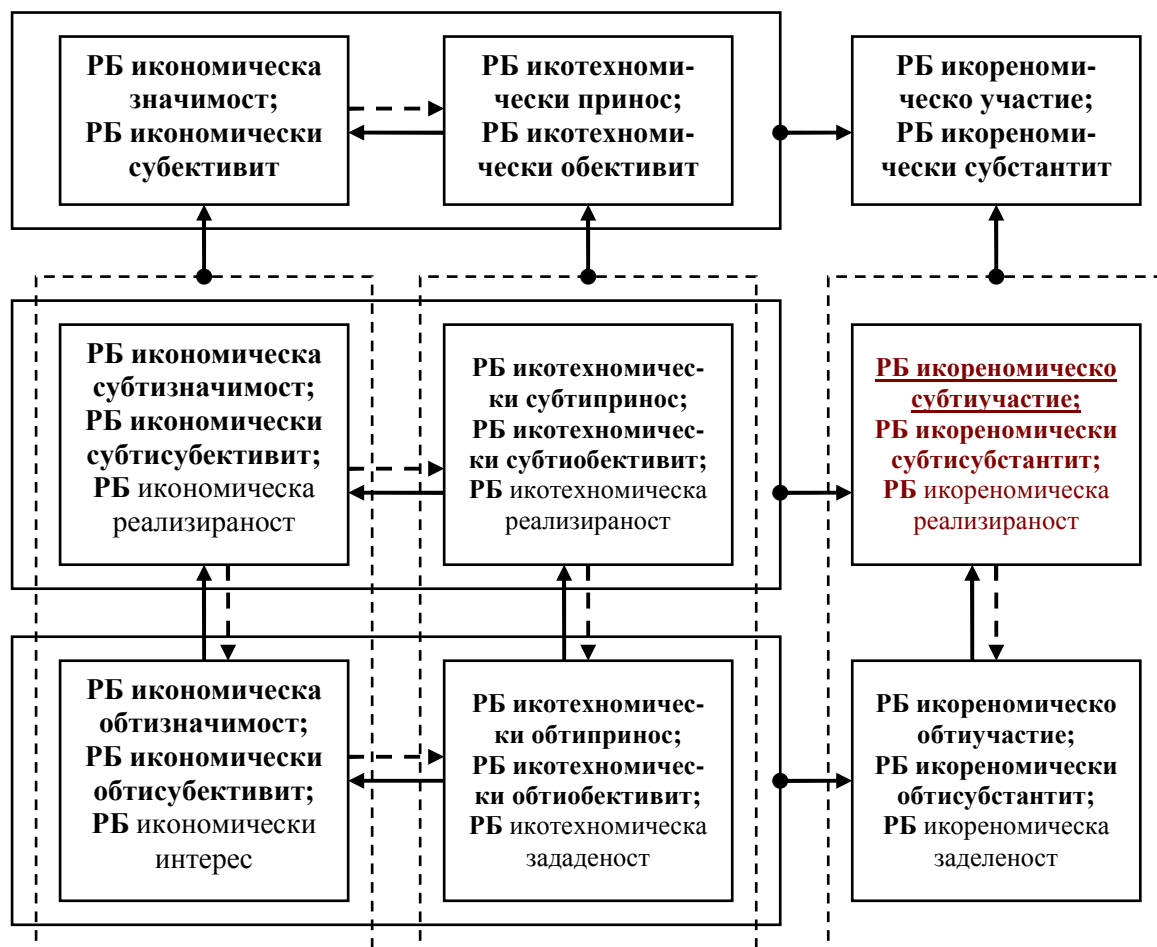 РБ икономическа
значимост;
РБ икономически
субективит
РБ икотехноми-
чески принос;
РБ икотехноми-
чески обективит
РБ икореноми-
ческо участие;
РБ икореноми-
чески субстантит
РБ икономическа
субтизначимост;
РБ икономически
субтисубективит;
РБ икономическа
реализираност
РБ икотехномичес-
ки субтипринос;
РБ икотехномичес-
ки субтиобективит;
РБ икотехномическа
реализираност
РБ икореномическо
субтиучастие;
РБ икореномически
субтисубстантит;
РБ икореномическа
реализираност
РБ икономическа
обтизначимост;
РБ икономически
обтисубективит;
РБ икономически
интерес
РБ икотехномичес-
ки обтипринос;
РБ икотехномичес-
ки обтиобективит;
РБ икотехномическа
зададеност
РБ икореномическо
обтиучастие;
РБ икореномически
обтисубстантит;
РБ икореномическа
заделеност